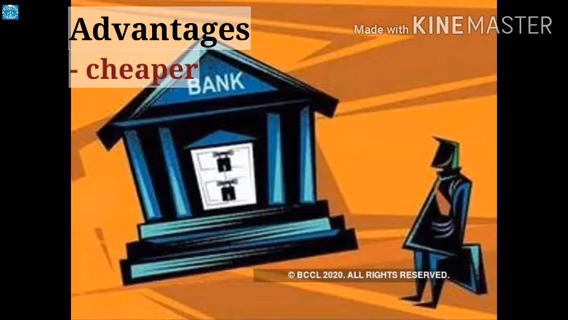 Advantages
Made with KINEMASTER
- cheaper
BANK
© BCCL 2020. ALL RIGHTS RESERVED.